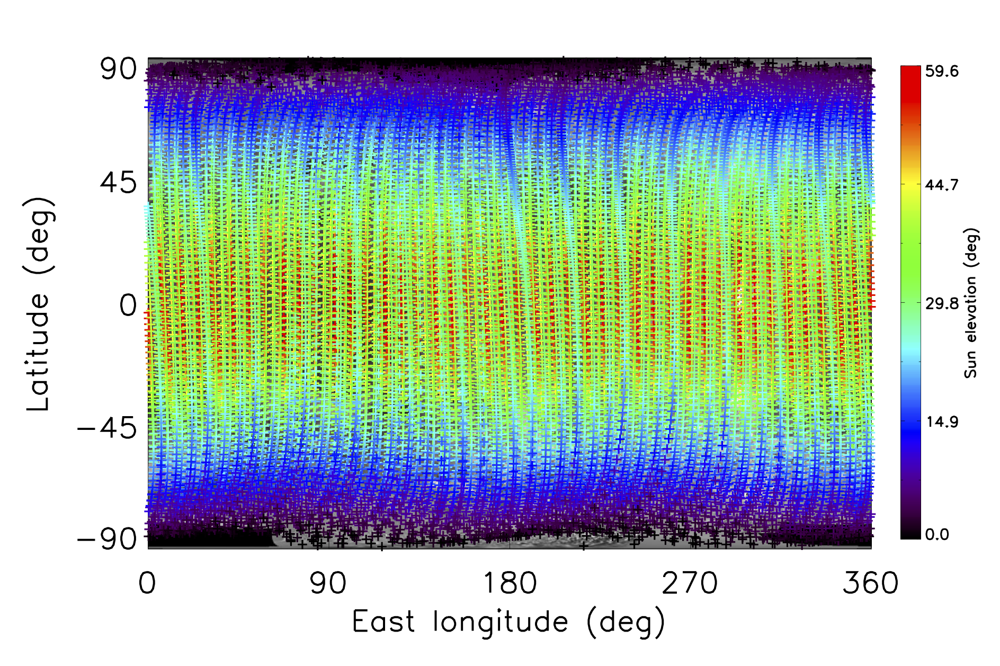 90
45
0
−45
−90
Latitude (deg)
0 90 180 270 360
East longitude (deg)
59.6
44.7
29.8
14.9
0.0
Sun elevation (deg)